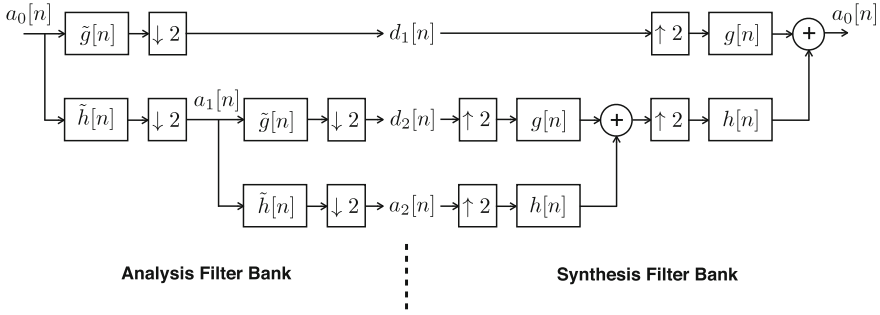 a₀[n] g̃[n] ↓ 2 d₁[n] ↑ 2 g[n] + a₀[n]
h̃[n] ↓ 2 a₁[n] g̃[n] ↓ 2 d₂[n] ↑ 2 g[n] + ↑ 2 h[n]
h̃[n] ↓ 2 a₂[n] ↑ 2 h[n]
Analysis Filter Bank
Synthesis Filter Bank